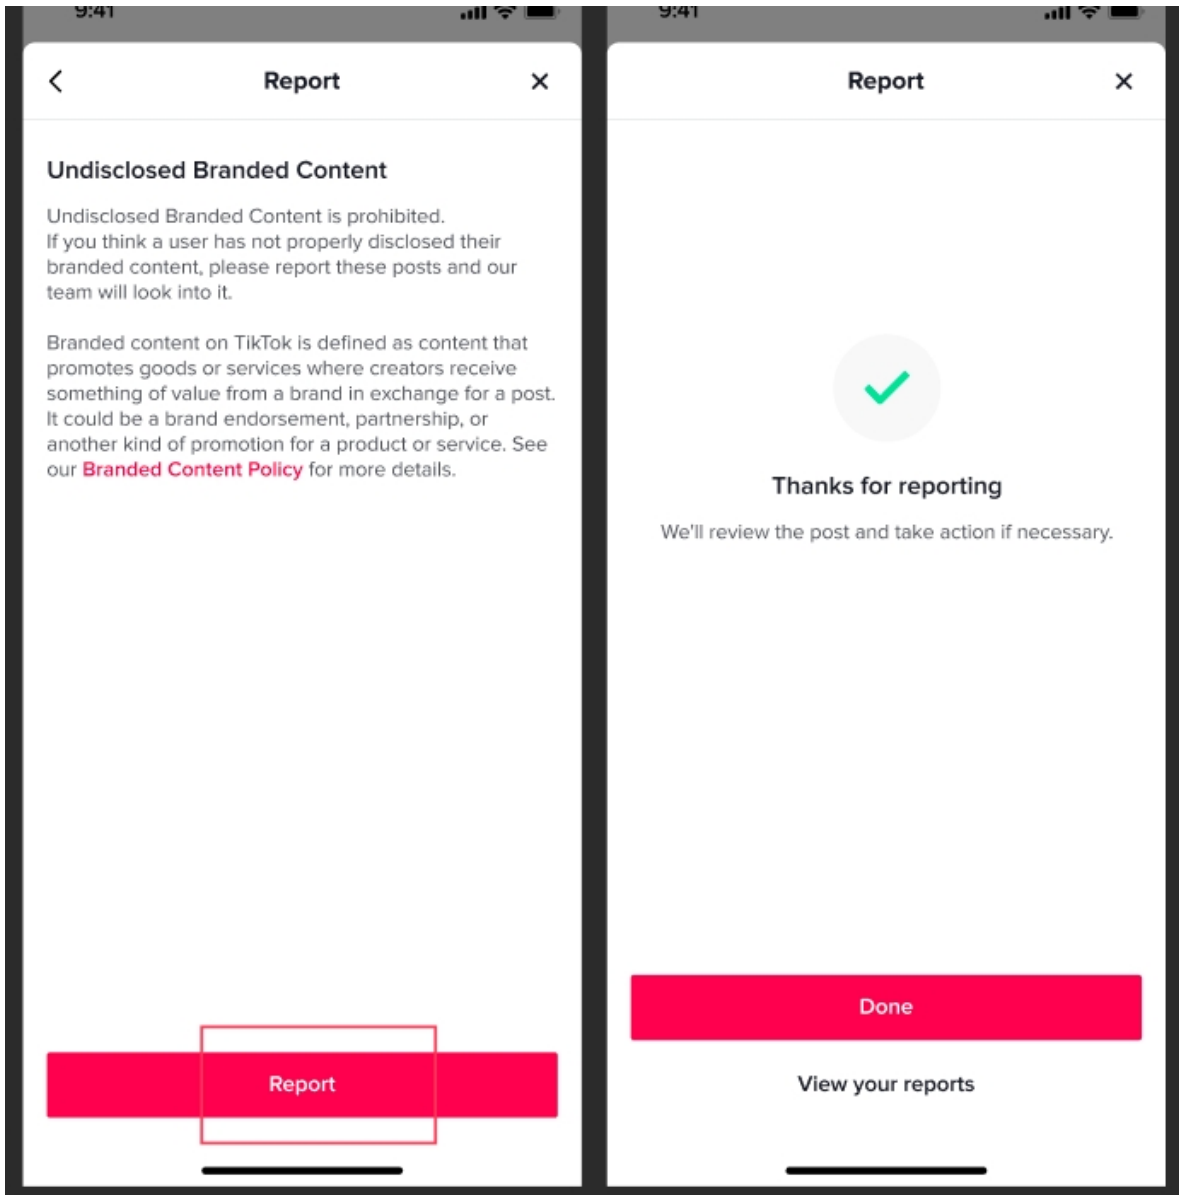 9:41
Report
Undisclosed Branded Content
Undisclosed Branded Content is prohibited.
If you think a user has not properly disclosed their
branded content, please report these posts and our
team will look into it.
Branded content on TikTok is defined as content that
promotes goods or services where creators receive
something of value from a brand in exchange for a post.
It could be a brand endorsement, partnership, or
another kind of promotion for a product or service. See
our Branded Content Policy for more details.
Report
9:41
Report
Thanks for reporting
We'll review the post and take action if necessary.
Done
View your reports